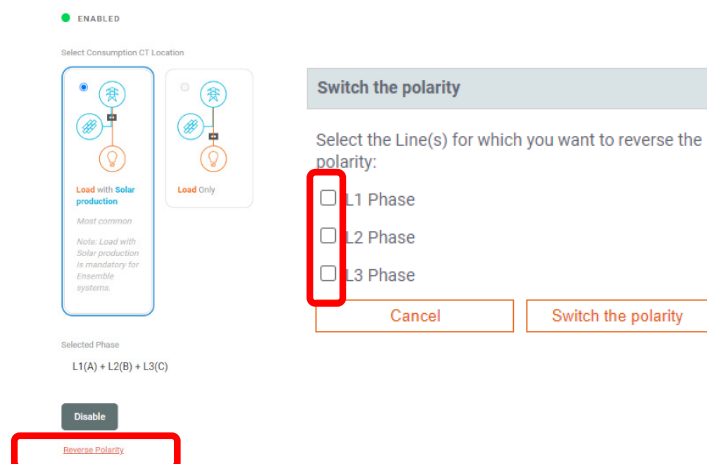 ENABLED
Select Consumption CT Location
Load with Solar
production
Most common
Note: Load with
Solar production
is mandatory for
Ensemble
systems.
Load Only
Selected Phase
L1(A) + L2(B) + L3(C)
Disable
Reverse Polarity
Switch the polarity
Select the Line(s) for which you want to reverse the
polarity:
L1 Phase
L2 Phase
L3 Phase
Cancel
Switch the polarity